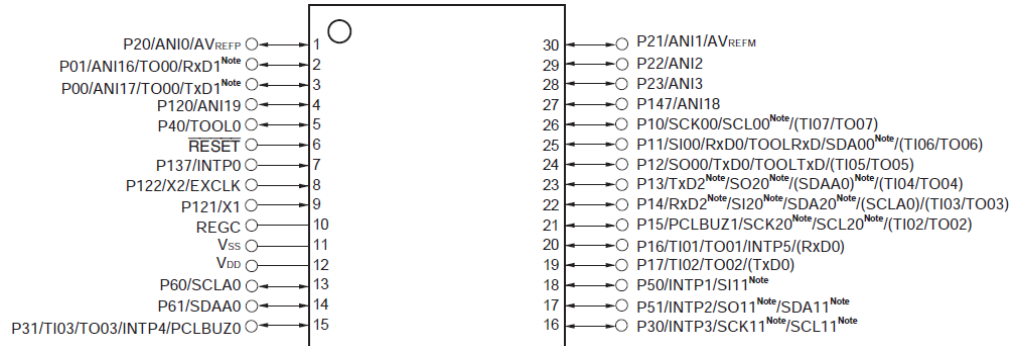 P20/ANI0/AVREFP 1
P01/ANI16/TO00/RxD1Note 2
P00/ANI17/TO00/TxD1Note 3
P120/ANI19 4
P40/TOOL0 5
RESET 6
P137/INTP0 7
P122/X2/EXCLK 8
P121/X1 9
REGC 10
VSS 11
VDD 12
P60/SCLA0 13
P61/SDAA0 14
P31/TI03/TO03/INTP4/PCLBUZ0 15
30 P21/ANI1/AVREFM
29 P22/ANI2
28 P23/ANI3
27 P147/ANI18
26 P10/SCK00/SCL00Note/(TI07/TO07)
25 P11/SI00/RxD0/TOOLRxD/SDA00Note/(TI06/TO06)
24 P12/SO00/TxD0/TOOLTxD/(TI05/TO05)
23 P13/TxD2Note/SO20Note/(SDAA0)Note/(TI04/TO04)
22 P14/RxD2Note/SI20Note/SDA20Note/(SCLA0)/(TI03/TO03)
21 P15/PCLBUZ1/SCK20Note/SCL20Note/(TI02/TO02)
20 P16/TI01/TO01/INTP5/(RxD0)
19 P17/TI02/TO02/(TxD0)
18 P50/INTP1/SI11Note
17 P51/INTP2/SO11Note/SDA11Note
16 P30/INTP3/SCK11Note/SCL11Note